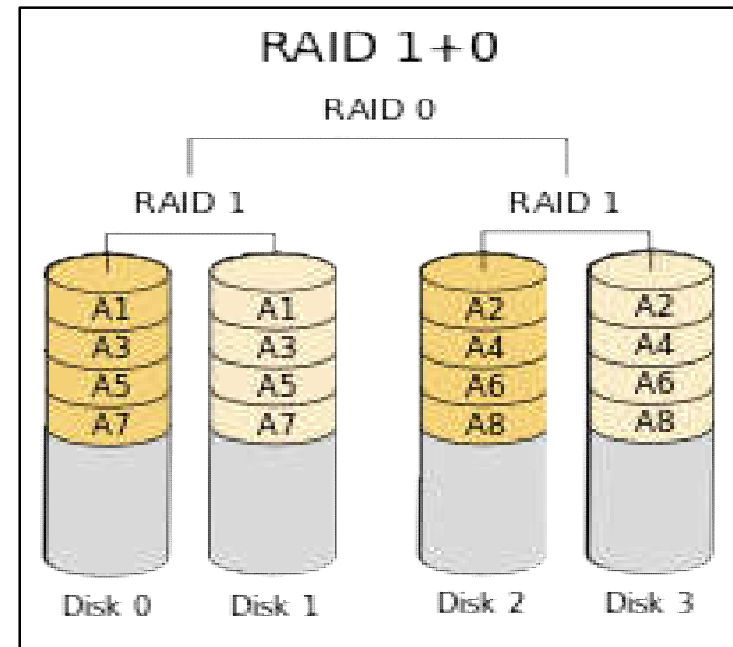 RAID 1+0
RAID 0
RAID 1 RAID 1
A1 A1 A2 A2
A3 A3 A4 A4
A5 A5 A6 A6
A7 A7 A8 A8
Disk 0 Disk 1 Disk 2 Disk 3